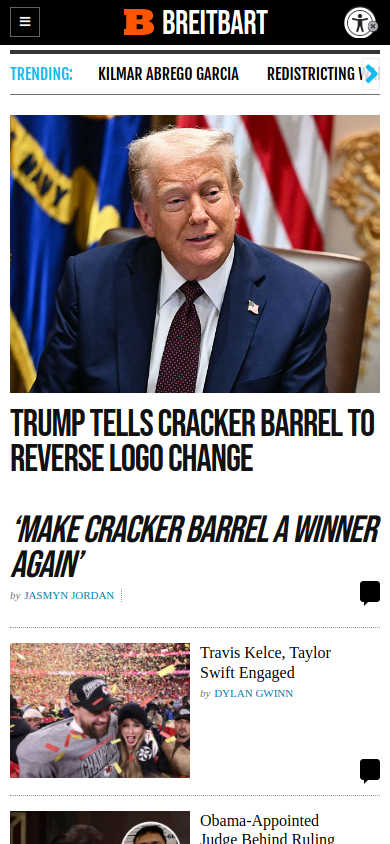 BREITBART
TRENDING:
KILMAR ABREGO GARCIA
REDISTRICTING
NAVY
TRUMP TELLS CRACKER BARREL TO
REVERSE LOGO CHANGE
‘MAKE CRACKER BARREL A WINNER
AGAIN’
by JASMYN JORDAN
Travis Kelce, Taylor
Swift Engaged
by DYLAN GWINN
CHAMPIONS
Obama-Appointed
Judge Behind Ruling